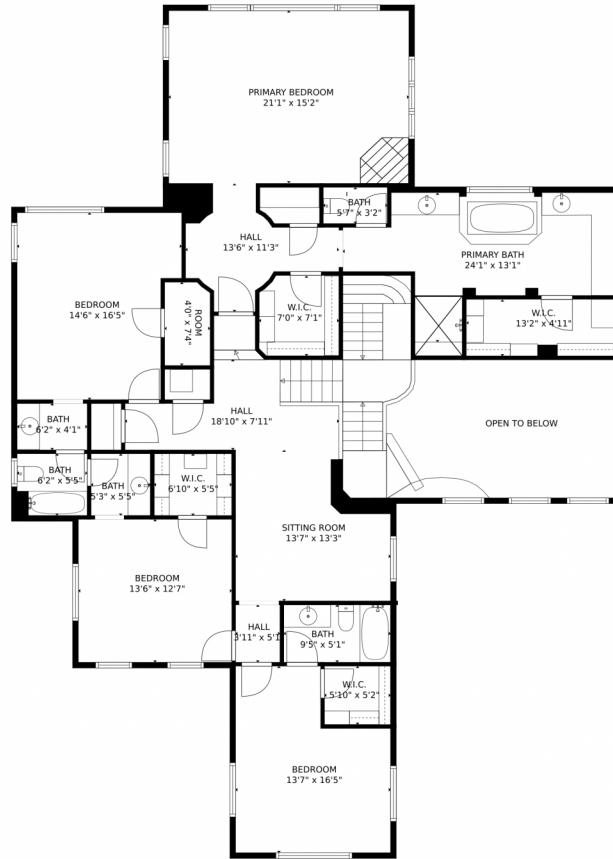 PRIMARY BEDROOM
21'1" x 15'2"
BATH
5'7" x 3'2"
HALL
13'6" x 11'3"
PRIMARY BATH
24'1" x 13'1"
BEDROOM
14'6" x 16'5"
ROOM
4'0" x 7'4"
W.I.C.
7'0" x 7'1"
W.I.C.
13'2" x 4'11"
HALL
18'10" x 7'11"
OPEN TO BELOW
BATH
6'2" x 4'1"
BATH
6'2" x 5'5"
BATH
5'3" x 5'5"
W.I.C.
6'10" x 5'5"
SITTING ROOM
13'7" x 13'3"
BEDROOM
13'6" x 12'7"
HALL
3'11" x 5'1
BATH
9'5" x 5'1"
W.I.C.
5'10" x 5'2"
BEDROOM
13'7" x 16'5"